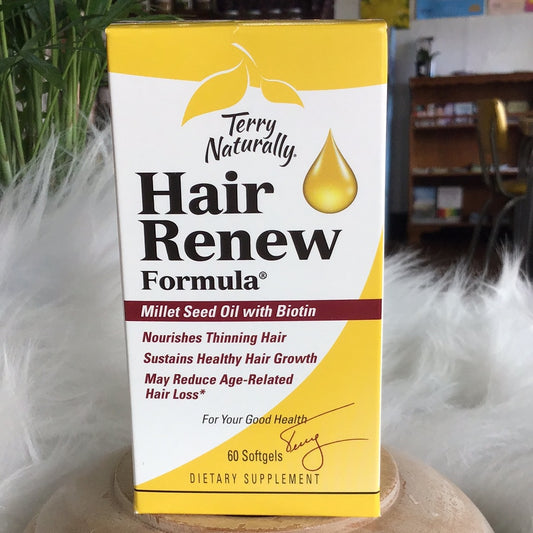 Terry
Naturally®
Hair
Renew
Formula®
Millet Seed Oil with Biotin
Nourishes Thinning Hair
Sustains Healthy Hair Growth
May Reduce Age-Related
Hair Loss*
For Your Good Health
Terry
60 Softgels
DIETARY SUPPLEMENT